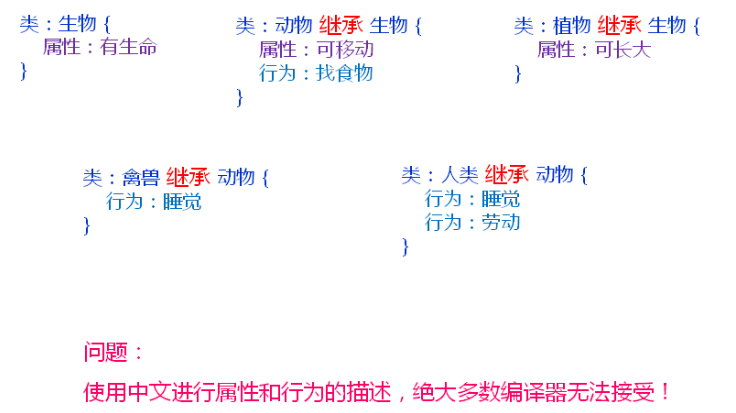 类：生物 {
属性：有生命
}
类：动物 继承 生物 {
属性：可移动
行为：找食物
}
类：植物 继承 生物 {
属性：可长大
}
类：禽兽 继承 动物 {
行为：睡觉
}
类：人类 继承 动物 {
行为：睡觉
行为：劳动
}
问题：
使用中文进行属性和行为的描述，绝大多数编译器无法接受！